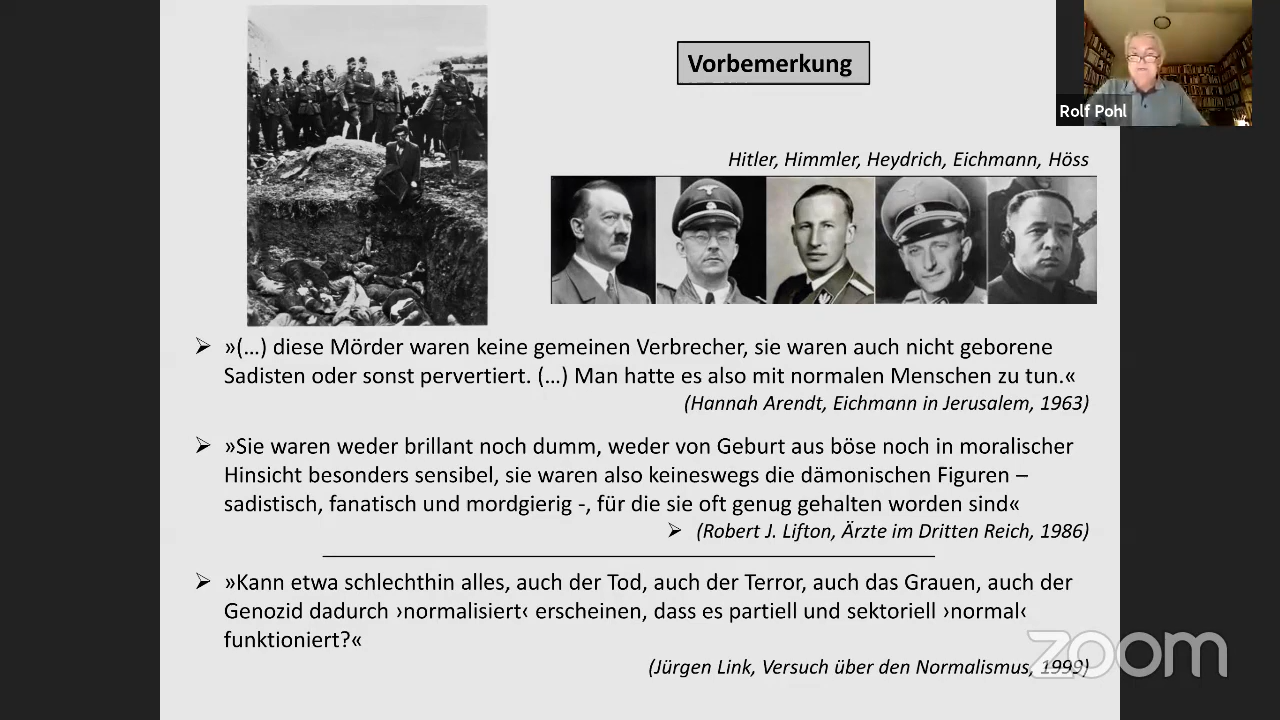 Vorbemerkung
Rolf Pohl
Hitler, Himmler, Heydrich, Eichmann, Höss
»(…) diese Mörder waren keine gemeinen Verbrecher, sie waren auch nicht geborene
Sadisten oder sonst pervertiert. (…) Man hatte es also mit normalen Menschen zu tun.«
(Hannah Arendt, Eichmann in Jerusalem, 1963)
»Sie waren weder brillant noch dumm, weder von Geburt aus böse noch in moralischer
Hinsicht besonders sensibel, sie waren also keineswegs die dämonischen Figuren –
sadistisch, fanatisch und mordgierig -, für die sie oft genug gehalten worden sind«
(Robert J. Lifton, Ärzte im Dritten Reich, 1986)
»Kann etwa schlechthin alles, auch der Tod, auch der Terror, auch das Grauen, auch der
Genozid dadurch ›normalisiert‹ erscheinen, dass es partiell und sektoriell ›normal‹
funktioniert?«
(Jürgen Link, Versuch über den Normalismus, 1999)
zoom